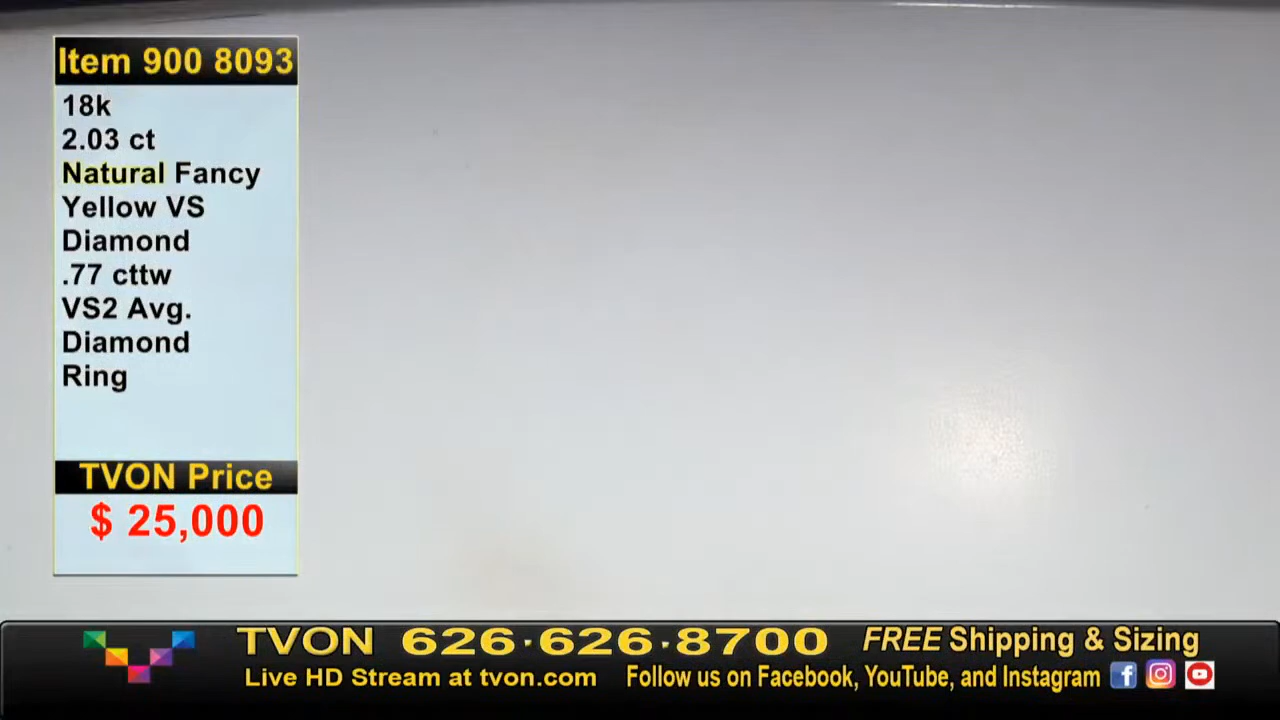 Item 900 8093
18k
2.03 ct
Natural Fancy
Yellow VS
Diamond
.77 cttw
VS2 Avg.
Diamond
Ring
TVON Price
$ 25,000
TVON 626·626·8700 FREE Shipping & Sizing
Live HD Stream at tvon.com Follow us on Facebook, YouTube, and Instagram